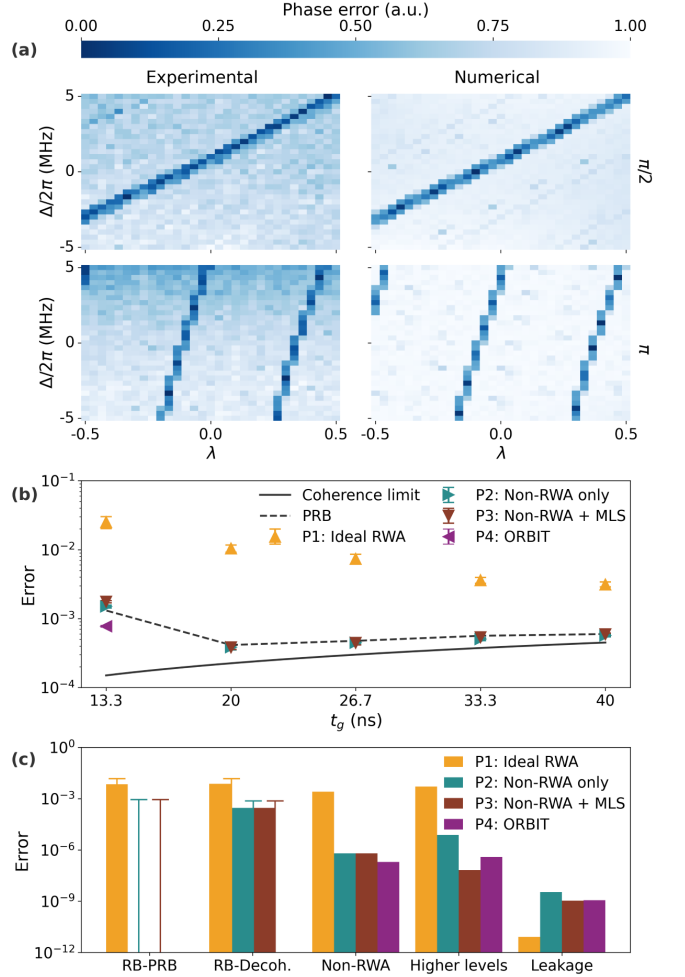 Phase error (a.u.)
0.00 0.25 0.50 0.75 1.00
(a)
Experimental Numerical
5
0
-5
Δ/2π (MHz)
π/2
5
0
-5
Δ/2π (MHz)
π
-0.5 0.0 0.5 -0.5 0.0 0.5
λ λ
(b)
10⁻¹
10⁻²
10⁻³
10⁻⁴
Error
Coherence limit
PRB
P1: Ideal RWA
P2: Non-RWA only
P3: Non-RWA + MLS
P4: ORBIT
13.3 20 26.7 33.3 40
t_g (ns)
(c)
10⁰
10⁻³
10⁻⁶
10⁻⁹
10⁻¹²
Error
P1: Ideal RWA
P2: Non-RWA only
P3: Non-RWA + MLS
P4: ORBIT
RB-PRB RB-Decoh. Non-RWA Higher levels Leakage